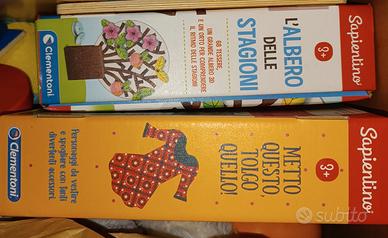 Clementoni
68 TESSERE,
UN GRANDE ALBERO 3D
E UN ORTO PER COMPRENDERE
IL RITMO DELLE STAGIONI
L'ALBERO
DELLE
STAGIONI
3+
Sapientino
Clementoni
Personaggi da vestire
e spogliare con tanti
divertenti accessori.
METTO
QUESTO,
TOLGO
QUELLO!
3+
Sapientino
subito